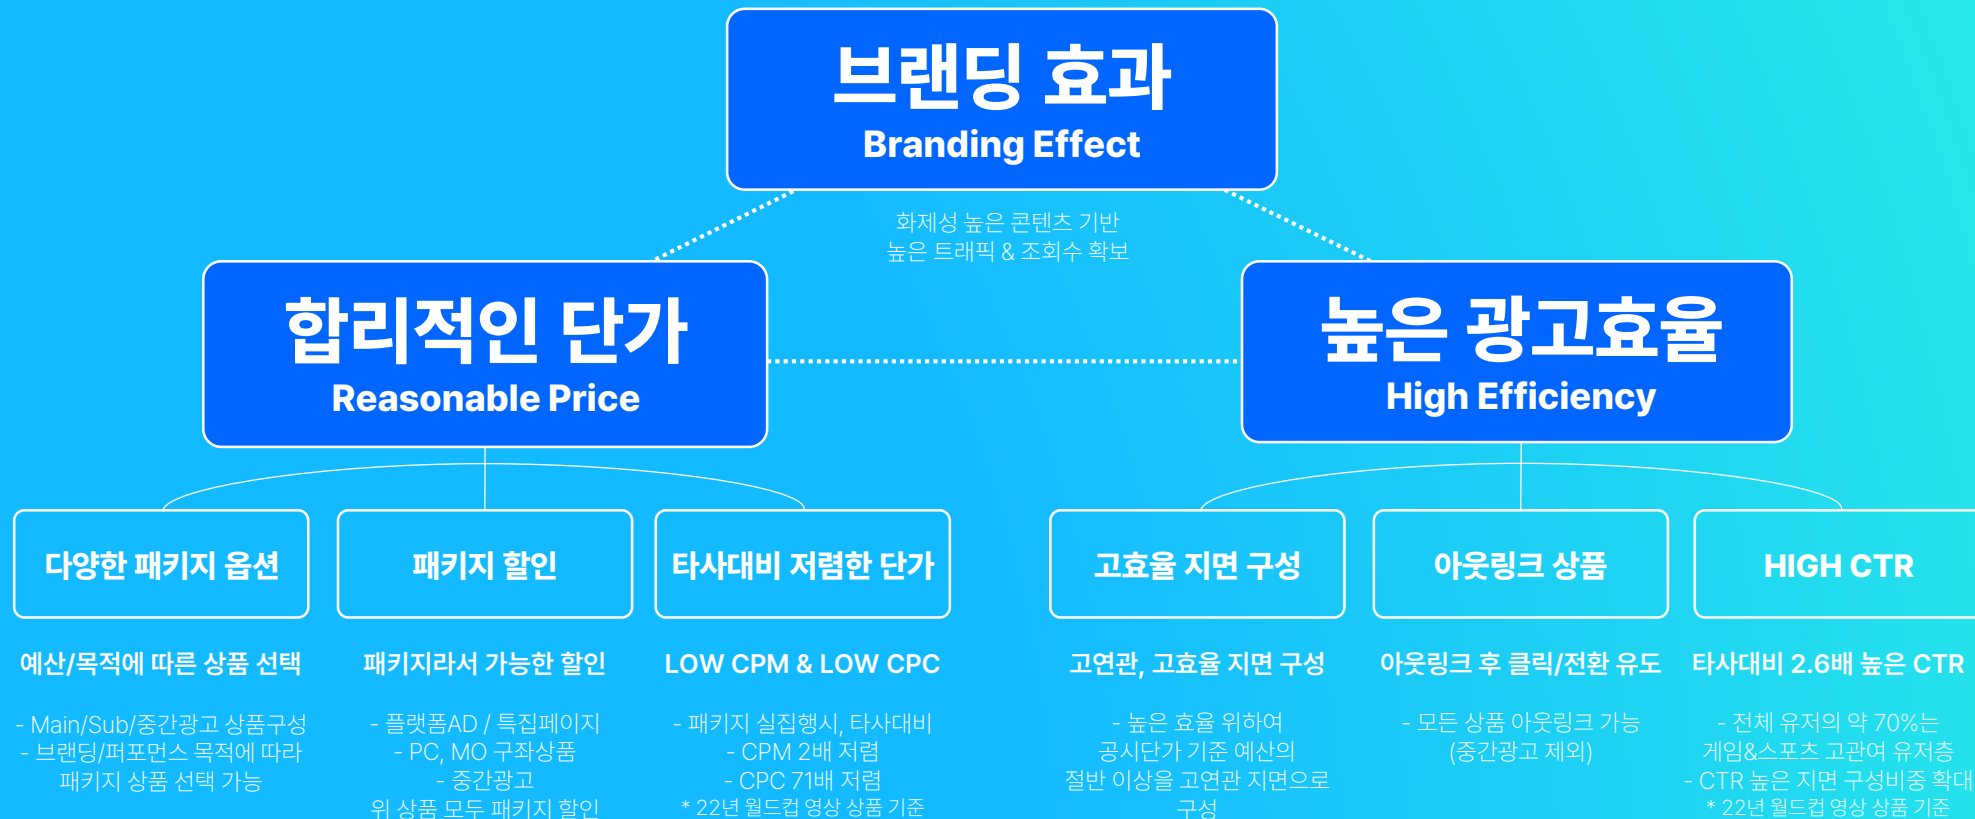 브랜딩 효과
Branding Effect
화제성 높은 콘텐츠 기반
높은 트래픽 & 조회수 확보
합리적인 단가
Reasonable Price
높은 광고효율
High Efficiency
다양한 패키지 옵션
예산/목적에 따른 상품 선택
- Main/Sub/중간광고 상품구성
- 브랜딩/퍼포먼스 목적에 따라
패키지 상품 선택 가능
패키지 할인
패키지라서 가능한 할인
- 플랫폼AD / 특집페이지
- PC, MO 구좌상품
- 중간광고
위 상품 모두 패키지 할인
타사대비 저렴한 단가
LOW CPM & LOW CPC
- 패키지 실집행시, 타사대비
- CPM 2배 저렴
- CPC 71배 저렴
* 22년 월드컵 영상 상품 기준
고효율 지면 구성
고연관, 고효율 지면 구성
- 높은 효율 위하여
공시단가 기준 예산의
절반 이상을 고연관 지면으로
구성
아웃링크 상품
아웃링크 후 클릭/전환 유도
- 모든 상품 아웃링크 가능
(중간광고 제외)
HIGH CTR
타사대비 2.6배 높은 CTR
- 전체 유저의 약 70%는
게임&스포츠 고관여 유저층
- CTR 높은 지면 구성비중 확대
* 22년 월드컵 영상 상품 기준